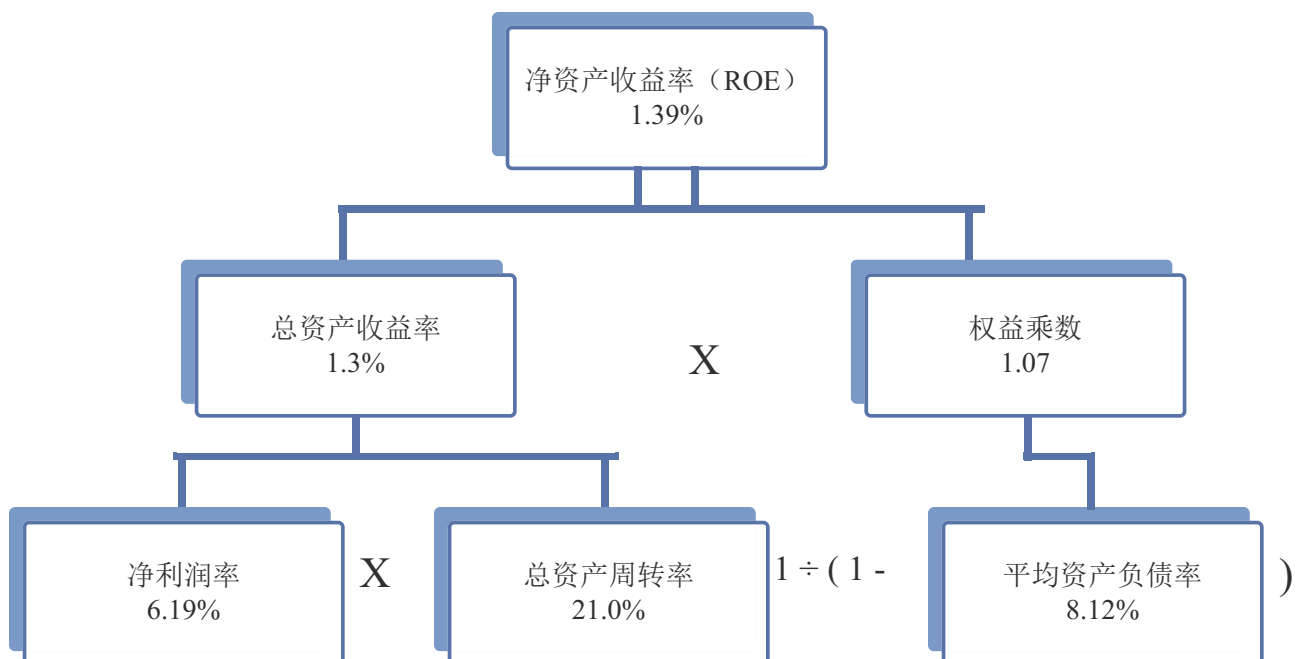 净资产收益率（ROE）
1.39%
总资产收益率
1.3%
X
权益乘数
1.07
净利润率
6.19%
X
总资产周转率
21.0%
1 ÷ ( 1 -
平均资产负债率
8.12%
)